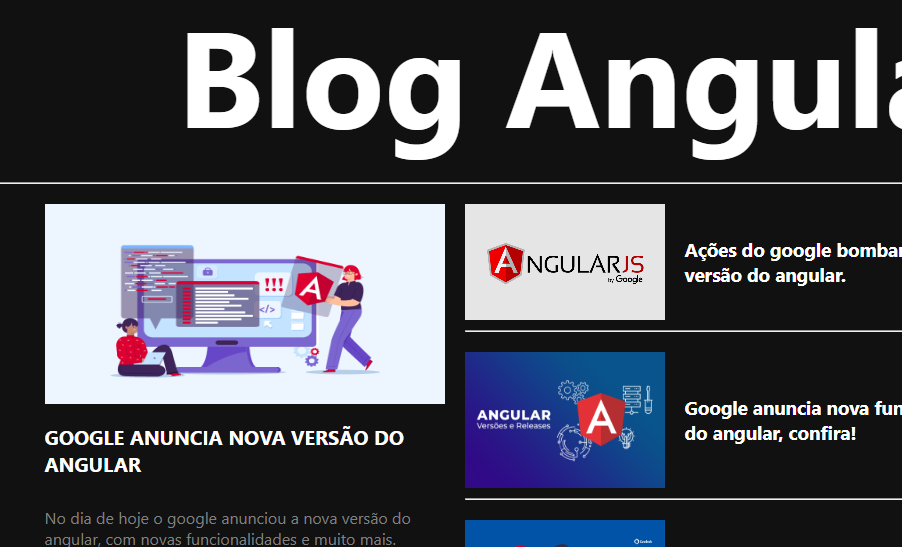 Blog Angula
GOOGLE ANUNCIA NOVA VERSÃO DO
ANGULAR
No dia de hoje o google anunciou a nova versão do
angular, com novas funcionalidades e muito mais.
ANGULARJS
by Google
Ações do google bombar
versão do angular.
ANGULAR
Versões e Releases
Google anuncia nova fun
do angular, confira!